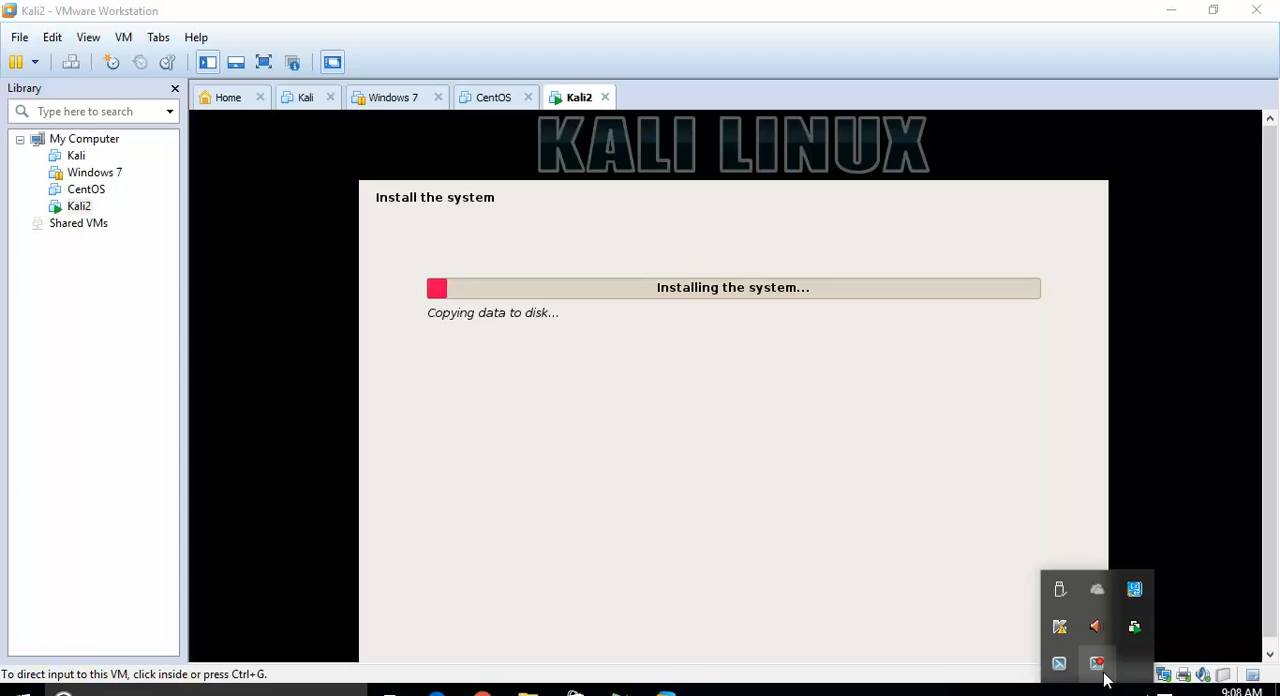 Kali2 - VMware Workstation
File Edit View VM Tabs Help
Library
Type here to search
My Computer
Kali
Windows 7
CentOS
Kali2
Shared VMs
Home Kali Windows 7 CentOS Kali2
KALI LINUX
Install the system
Installing the system...
Copying data to disk...
To direct input to this VM, click inside or press Ctrl+G.
9:08 AM